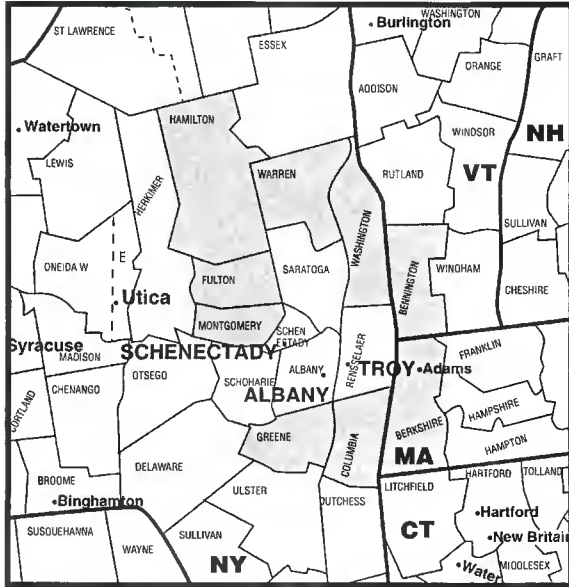 WASHINGTON
•Burlington
ST LAWRENCE
ESSEX
ORANGE
GRAFT
ADDISON
HAMILTON
•Watertown
WINDSOR
NH
LEWIS
HERKIMER
WARREN
RUTLAND
VT
WASHINGTON
SULLIVAN
ONEIDA W
E
SARATOGA
BENNINGTON
WINDHAM
FULTON
CHESHIRE
•Utica
MONTGOMERY
SCHEN
ECTADY
Syracuse
MADISON
SCHENECTADY
RENSSELAER
FRANKLIN
OTSEGO
ALBANY
TROY
•Adams
CHENANGO
SCHOHARIE
ALBANY
CORTLAND
HAMPSHIRE
BERKSHIRE
GREENE
COLUMBIA
HAMPTON
MA
BROOME
DELAWARE
HARTFORD
TOLLAND
•Binghamton
ULSTER
DUTCHESS
LITCHFIELD
•Hartford
SUSQUEHANNA
SULLIVAN
CT
•New Britain
WAYNE
NY
•Water
MIDDLESEX